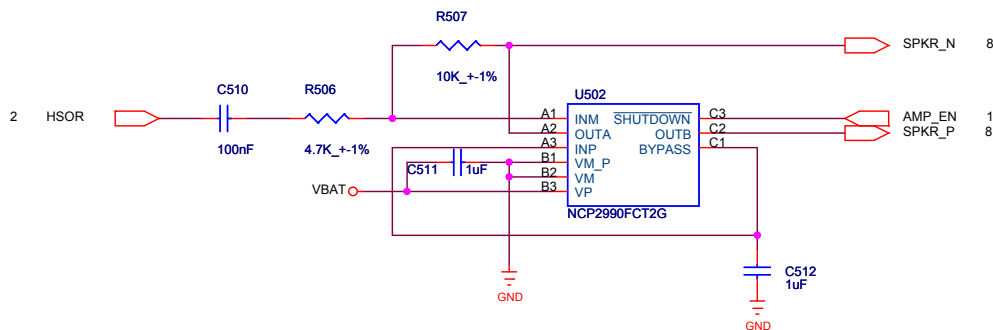 R507
10K_+-1%
SPKR_N 8
C510
R506
U502
2 HSOR
100nF
4.7K_+-1%
A1 INM SHUTDOWN C3 AMP_EN 1
A2 OUTA OUTB C2 SPKR_P 8
A3 INP BYPASS C1
C511 1uF
B1 VM_P
B2 VM
VBAT
B3 VP
NCP2990FCT2G
C512
1uF
GND
GND